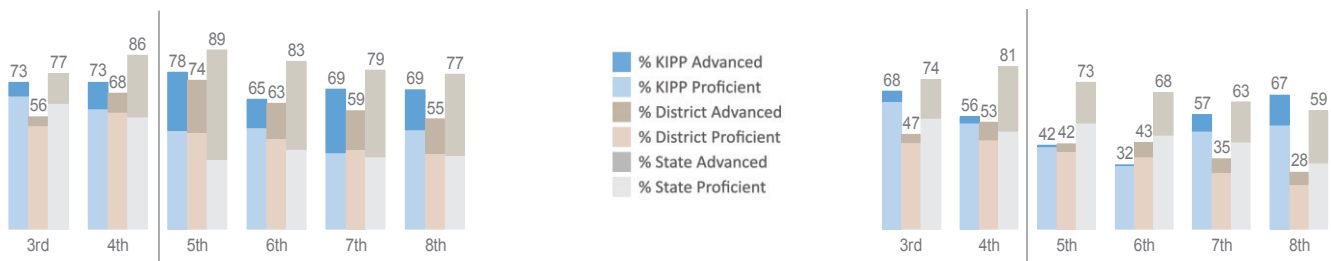 73 56 77
73 68 86
78 74 89
65 63 83
69 59 79
69 55 77
3rd 4th 5th 6th 7th 8th
% KIPP Advanced
% KIPP Proficient
% District Advanced
% District Proficient
% State Advanced
% State Proficient
68 47 74
56 53 81
42 42 73
32 43 68
57 35 63
67 28 59
3rd 4th 5th 6th 7th 8th